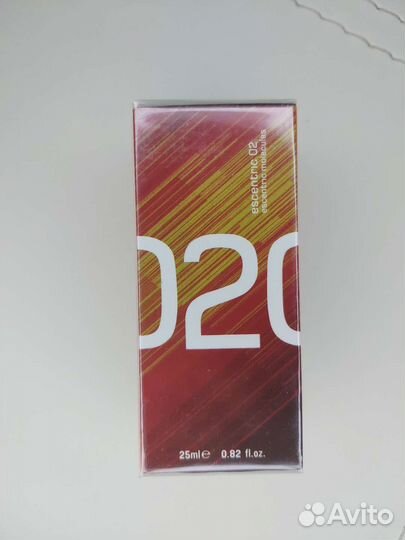 escentric 02
escentric molecules
020
25ml℮ 0.82 fl.oz.
Avito